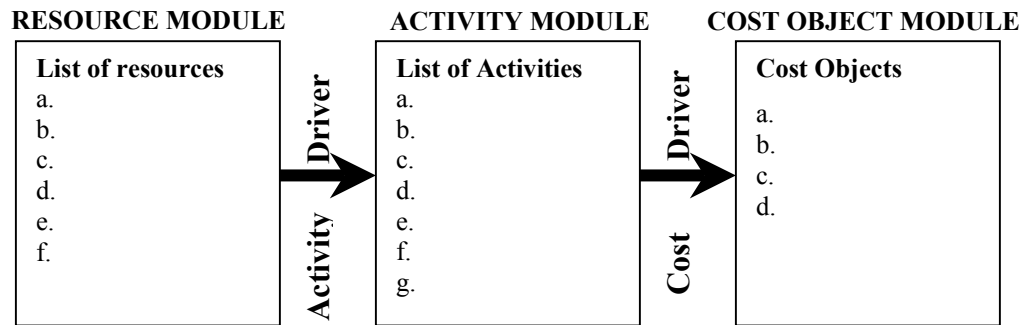 RESOURCE MODULE
List of resources
a.
b.
c.
d.
e.
f.
Activity Driver
ACTIVITY MODULE
List of Activities
a.
b.
c.
d.
e.
f.
g.
Cost Driver
COST OBJECT MODULE
Cost Objects
a.
b.
c.
d.